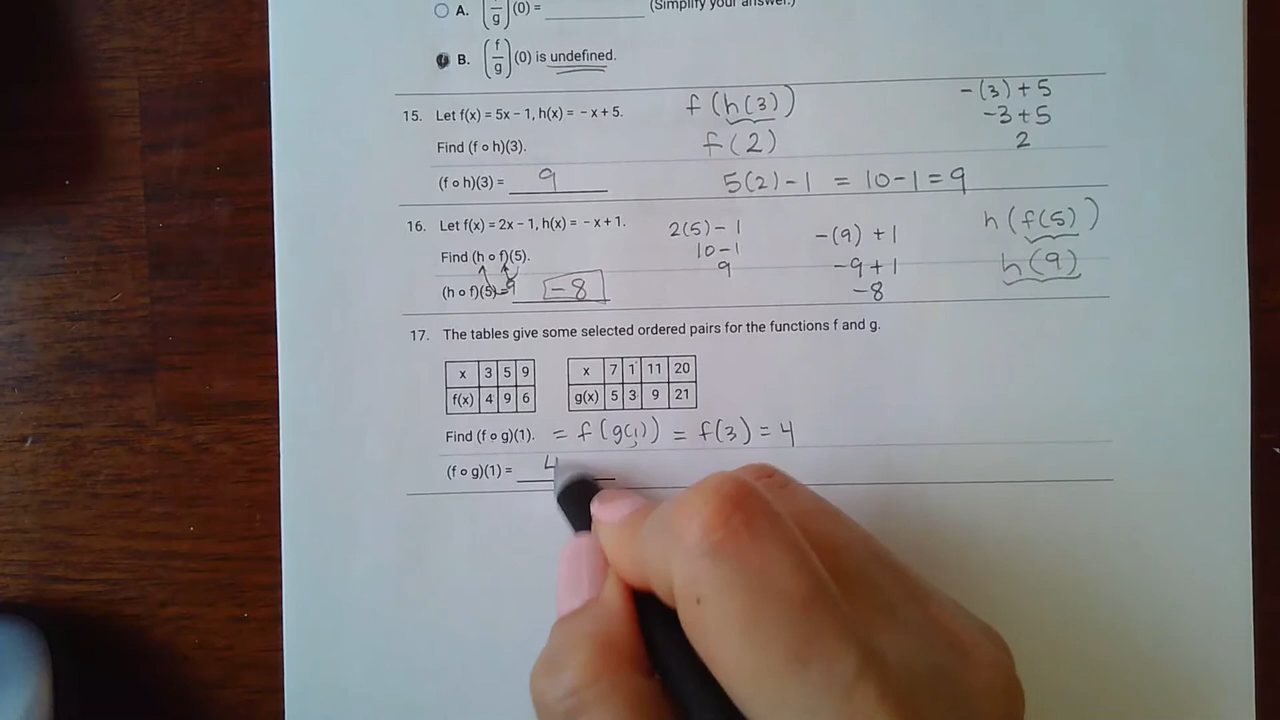 A. (f/g)(0) = ________ (Simplify your answer.)
B. (f/g)(0) is undefined.
15. Let f(x) = 5x − 1, h(x) = − x + 5.
f(h(3))
-(3) + 5
-3 + 5
Find (f o h)(3).
f(2)
2
(f o h)(3) = 9
5(2) - 1 = 10 - 1 = 9
16. Let f(x) = 2x − 1, h(x) = − x + 1.
2(5) - 1
-(9) + 1
h(f(5))
Find (h o f)(5).
10 - 1
9
-9 + 1
h(9)
(h o f)(5) = 9 -8
-8
17. The tables give some selected ordered pairs for the functions f and g.
x 3 5 9
f(x) 4 9 6
x 7 1 11 20
g(x) 5 3 9 21
Find (f o g)(1). = f(g(1)) = f(3) = 4
(f o g)(1) = 4